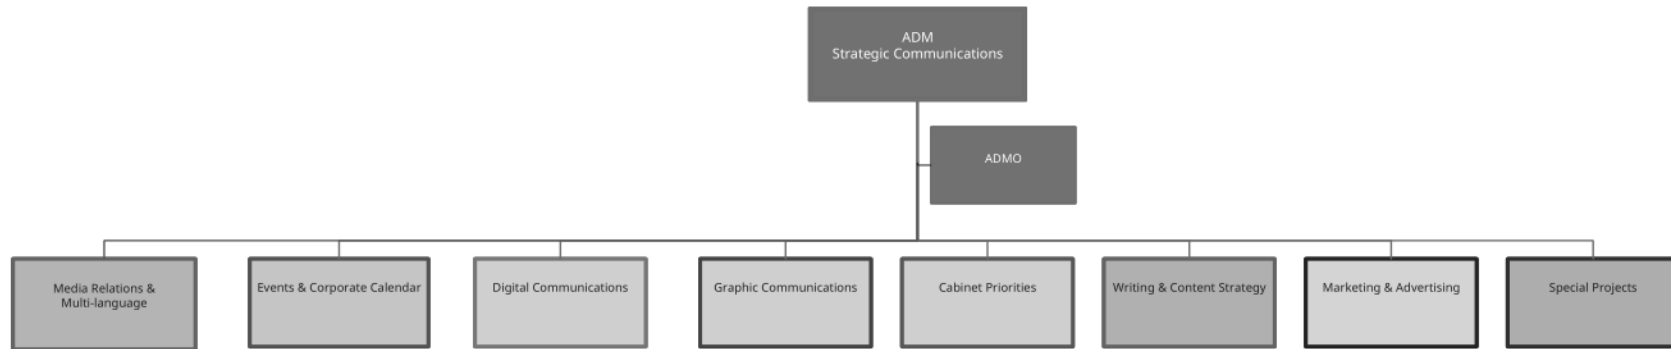 ADM
Strategic Communications
ADMO
Media Relations &
Multi-language
Events & Corporate Calendar
Digital Communications
Graphic Communications
Cabinet Priorities
Writing & Content Strategy
Marketing & Advertising
Special Projects